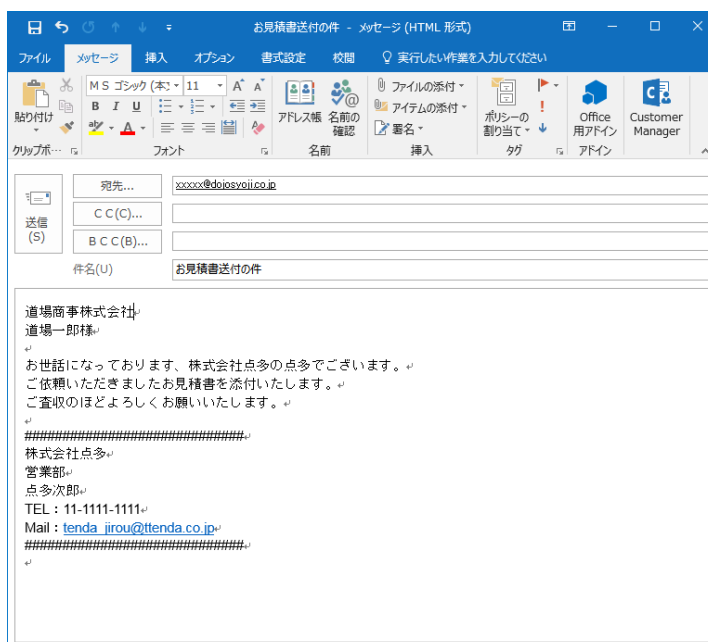 お見積書送付の件 - メッセージ (HTML 形式)
ファイル メッセージ 挿入 オプション 書式設定 校閲 実行したい作業を入力してください
貼り付け
クリップボ…
ＭＳ ゴシック (本文 11 A A
B I U
aby A
フォント
アドレス帳 名前の確認
名前
ファイルの添付
アイテムの添付
署名
挿入
ポリシーの割り当て
タグ
Office 用アドイン
アドイン
Customer Manager
送信(S)
宛先... xxxxx@dojosyoji.co.jp
ＣＣ(C)...
ＢＣＣ(B)...
件名(U) お見積書送付の件
道場商事株式会社
道場一郎様
お世話になっております、株式会社点多の点多でございます。
ご依頼いただきましたお見積書を添付いたします。
ご査収のほどよろしくお願いいたします。
################################
株式会社点多
営業部
点多次郎
TEL：11-1111-1111
Mail：tenda_jirou@ttenda.co.jp
################################